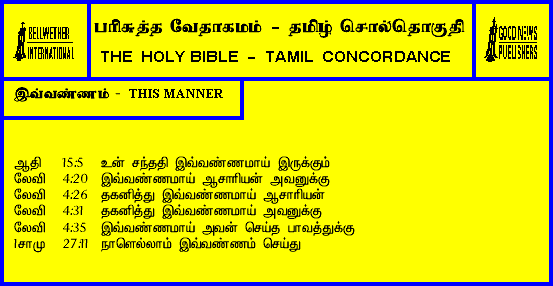 BELLWETHER
INTERNATIONAL
பரிசுத்த வேதாகமம் - தமிழ் சொல்தொகுதி
THE HOLY BIBLE - TAMIL CONCORDANCE
GOOD NEWS
PUBLISHERS
இவ்வண்ணம் - THIS MANNER
ஆதி 15:5 உன் சந்ததி இவ்வண்ணமாய் இருக்கும்
லேவி 4:20 இவ்வண்ணமாய் ஆசாரியன் அவனுக்கு
லேவி 4:26 தகனித்து இவ்வண்ணமாய் ஆசாரியன்
லேவி 4:31 தகனித்து இவ்வண்ணமாய் அவனுக்கு
லேவி 4:35 இவ்வண்ணமாய் அவன் செய்த பாவத்துக்கு
1சாமு 27:11 நாளெல்லாம் இவ்வண்ணம் செய்து